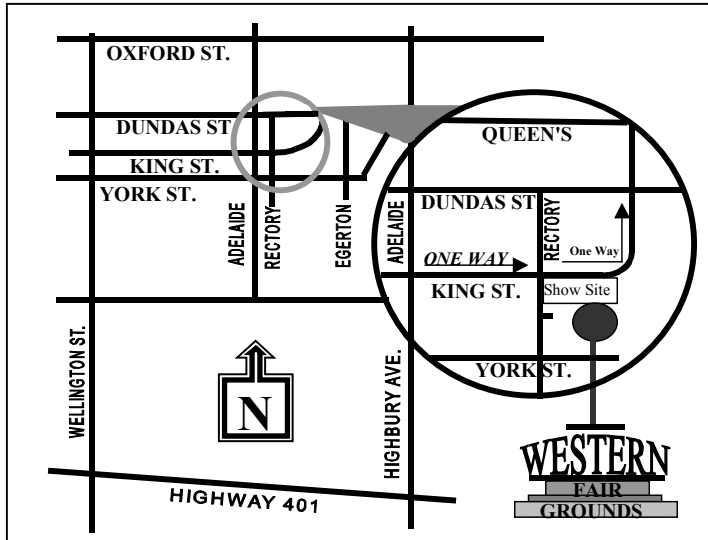 OXFORD ST.
DUNDAS ST
KING ST.
YORK ST.
ADELAIDE
RECTORY
EGERTON
WELLINGTON ST.
HIGHBURY AVE.
N
HIGHWAY 401
QUEEN'S
DUNDAS ST
ADELAIDE
RECTORY
ONE WAY
One Way
KING ST.
Show Site
YORK ST.
WESTERN
FAIR
GROUNDS